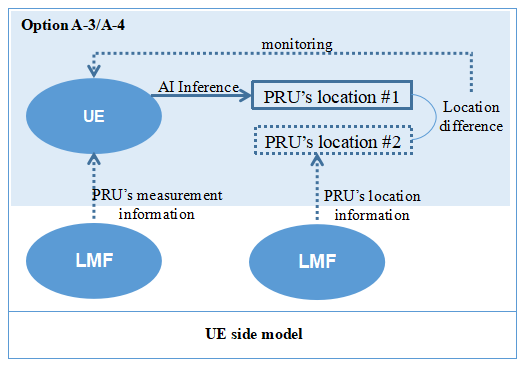 Option A-3/A-4
monitoring
AI Inference
PRU's location #1
UE
Location
difference
PRU's location #2
PRU's measurement
information
PRU's location
information
LMF
LMF
UE side model